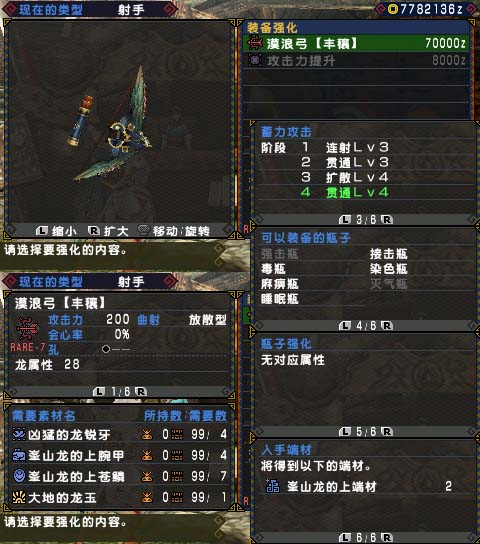 现在的类型 射手
缩小 R 扩大 移动/旋转
请选择要强化的内容。
7782136z
装备强化
漠浪弓【丰穰】 70000z
攻击力提升 8000z
蓄力攻击
阶段 1 连射Lv3
2 贯通Lv3
3 扩散Lv4
4 贯通Lv4
L 3/6 R
可以装备的瓶子
强击瓶 接击瓶
毒瓶 染色瓶
麻痹瓶 灭气瓶
睡眠瓶
L 4/6 R
瓶子强化
无对应属性
L 5/6 R
入手端材
将得到以下的端材。
峯山龙的上端材 2
L 6/6 R
现在的类型 射手
漠浪弓【丰穰】
攻击力 200 曲射 放散型
会心率 0%
RARE-7 孔 ●——
龙属性 28
L 1/6 R
需要素材名 所持数/需要数
凶猛的龙锐牙 0 99/ 4
峯山龙的上腕甲 0 99/ 4
峯山龙的上苍鳞 0 99/ 7
大地的龙玉 0 99/ 1
请选择要强化的内容。